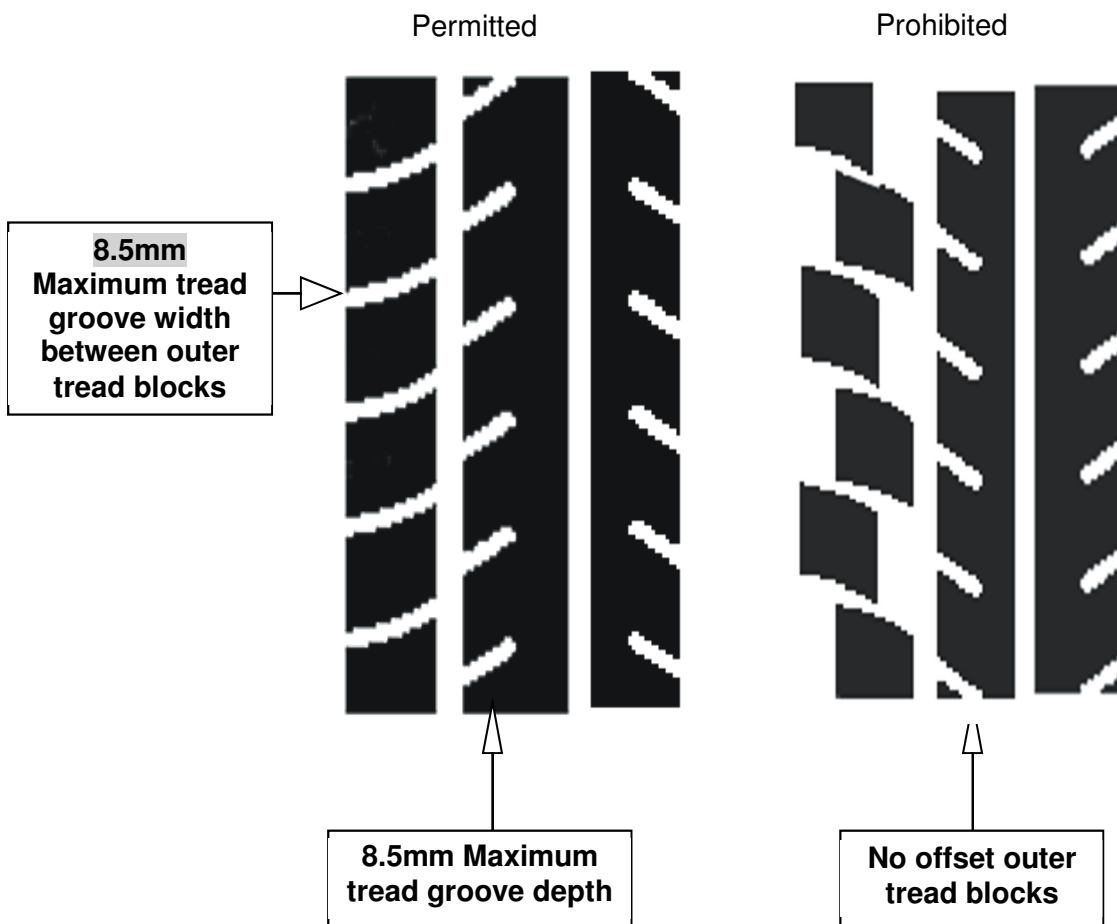 Permitted
Prohibited
8.5mm
Maximum tread
groove width
between outer
tread blocks
8.5mm Maximum
tread groove depth
No offset outer
tread blocks